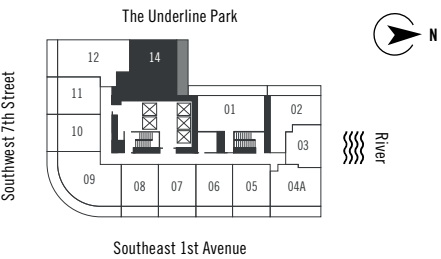 The Underline Park
N
12
14
11
01
02
10
03
09
08
07
06
05
04A
Southwest 7th Street
River
Southeast 1st Avenue